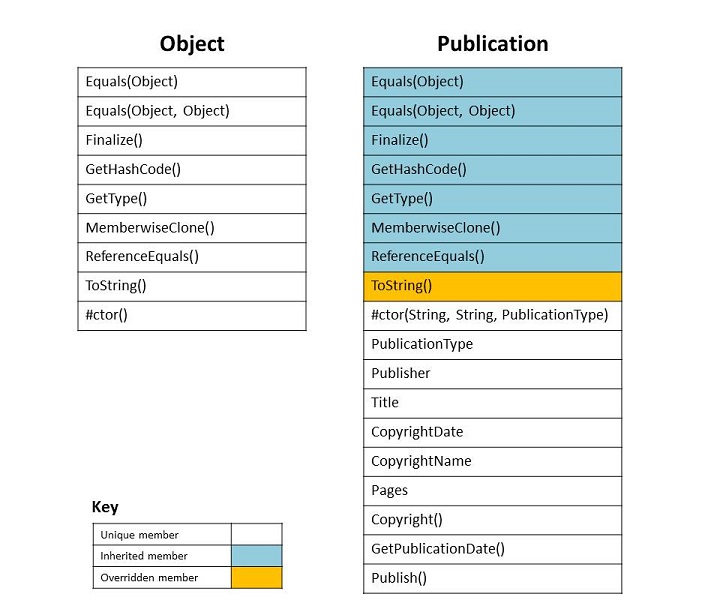 Object
Equals(Object)
Equals(Object, Object)
Finalize()
GetHashCode()
GetType()
MemberwiseClone()
ReferenceEquals()
ToString()
#ctor()
Publication
Equals(Object)
Equals(Object, Object)
Finalize()
GetHashCode()
GetType()
MemberwiseClone()
ReferenceEquals()
ToString()
#ctor(String, String, PublicationType)
PublicationType
Publisher
Title
CopyrightDate
CopyrightName
Pages
Copyright()
GetPublicationDate()
Publish()
Key
Unique member
Inherited member
Overridden member